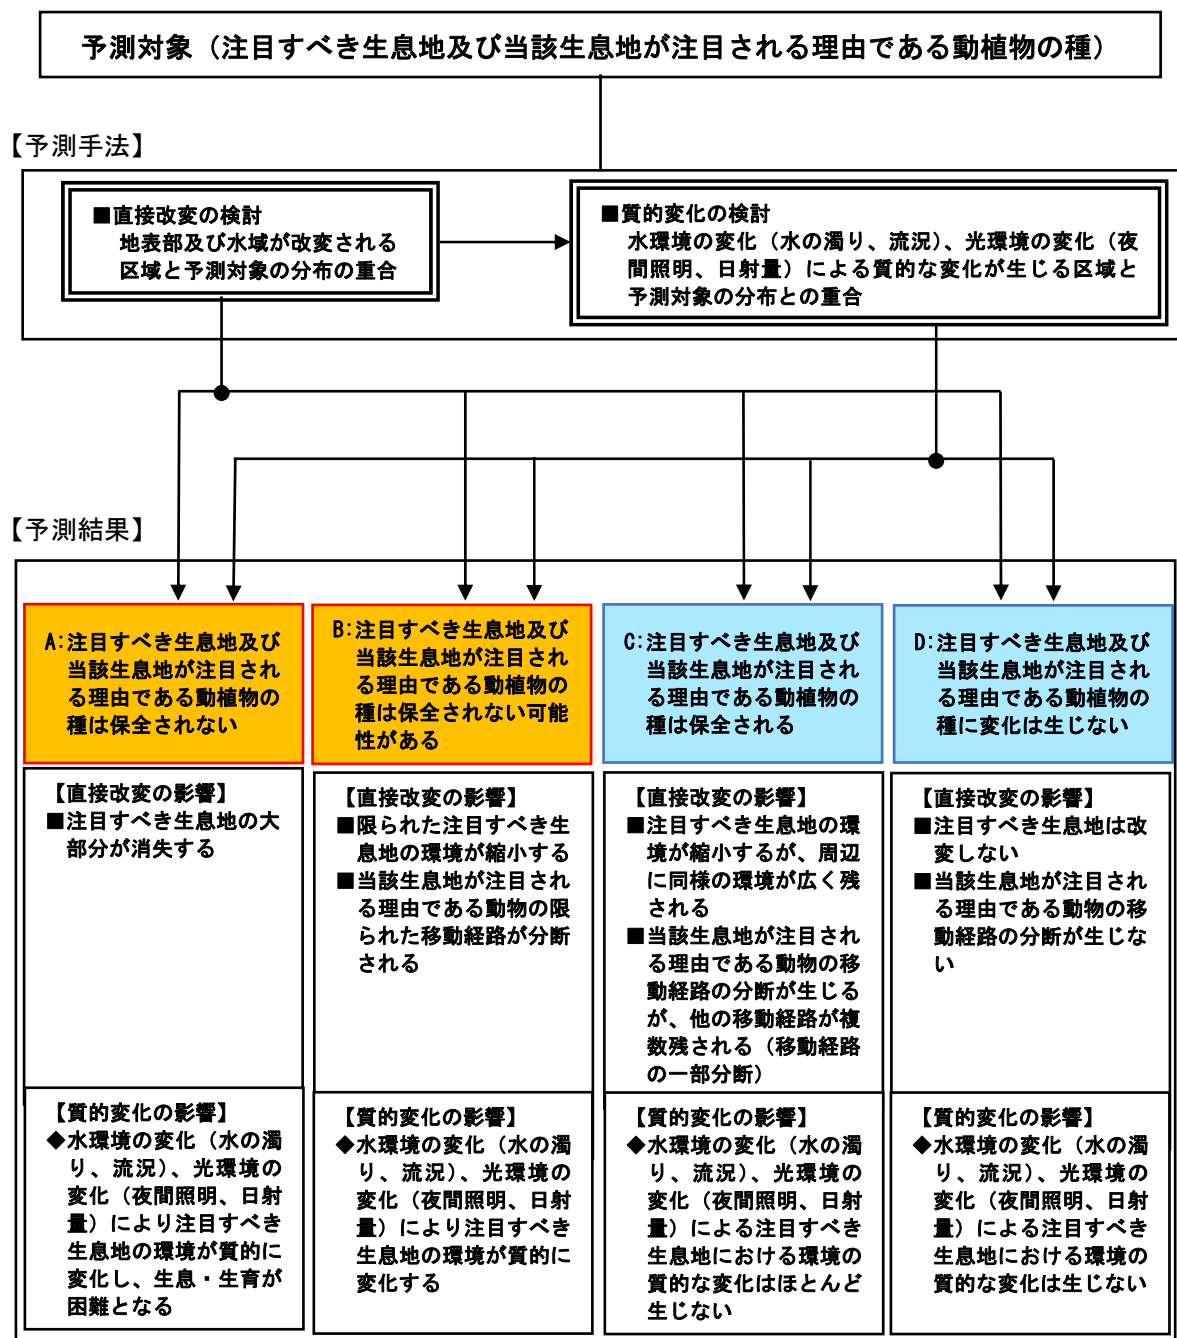 予測対象（注目すべき生息地及び当該生息地が注目される理由である動植物の種）
【予測手法】
■直接改変の検討
地表部及び水域が改変される
区域と予測対象の分布の重合
■質的変化の検討
水環境の変化（水の濁り、流況）、光環境の変化（夜
間照明、日射量）による質的な変化が生じる区域と
予測対象の分布との重合
【予測結果】
A:注目すべき生息地及び
当該生息地が注目され
る理由である動植物の
種は保全されない
B:注目すべき生息地及び
当該生息地が注目され
る理由である動植物の
種は保全されない可能
性がある
C:注目すべき生息地及び
当該生息地が注目され
る理由である動植物の
種は保全される
D:注目すべき生息地及び
当該生息地が注目され
る理由である動植物の
種に変化は生じない
【直接改変の影響】
■注目すべき生息地の大
部分が消失する
【直接改変の影響】
■限られた注目すべき生
息地の環境が縮小する
■当該生息地が注目され
る理由である動物の限
られた移動経路が分断
される
【直接改変の影響】
■注目すべき生息地の環
境が縮小するが、周辺
に同様の環境が広く残
される
■当該生息地が注目され
る理由である動物の移
動経路の分断が生じる
が、他の移動経路が複
数残される（移動経路
の一部分断）
【直接改変の影響】
■注目すべき生息地は改
変しない
■当該生息地が注目され
る理由である動物の移
動経路の分断が生じな
い
【質的変化の影響】
◆水環境の変化（水の濁
り、流況）、光環境の
変化（夜間照明、日射
量）により注目すべき
生息地の環境が質的に
変化し、生息・生育が
困難となる
【質的変化の影響】
◆水環境の変化（水の濁
り、流況）、光環境の
変化（夜間照明、日射
量）により注目すべき
生息地の環境が質的に
変化する
【質的変化の影響】
◆水環境の変化（水の濁
り、流況）、光環境の
変化（夜間照明、日射
量）による注目すべき
生息地における環境の
質的な変化はほとんど
生じない
【質的変化の影響】
◆水環境の変化（水の濁
り、流況）、光環境の
変化（夜間照明、日射
量）による注目すべき
生息地における環境の
質的な変化は生じない